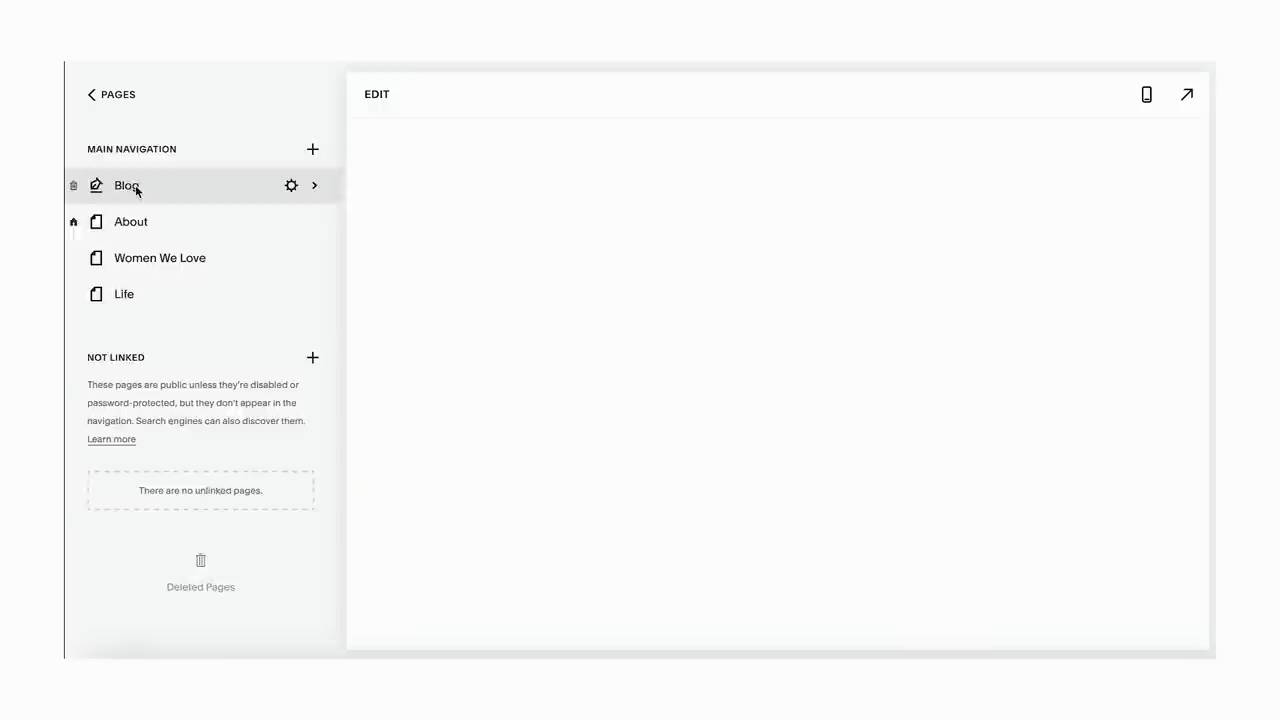 PAGES
EDIT
MAIN NAVIGATION
Blog
About
Women We Love
Life
NOT LINKED
These pages are public unless they're disabled or
password-protected, but they don't appear in the
navigation. Search engines can also discover them.
Learn more
There are no unlinked pages.
Deleted Pages